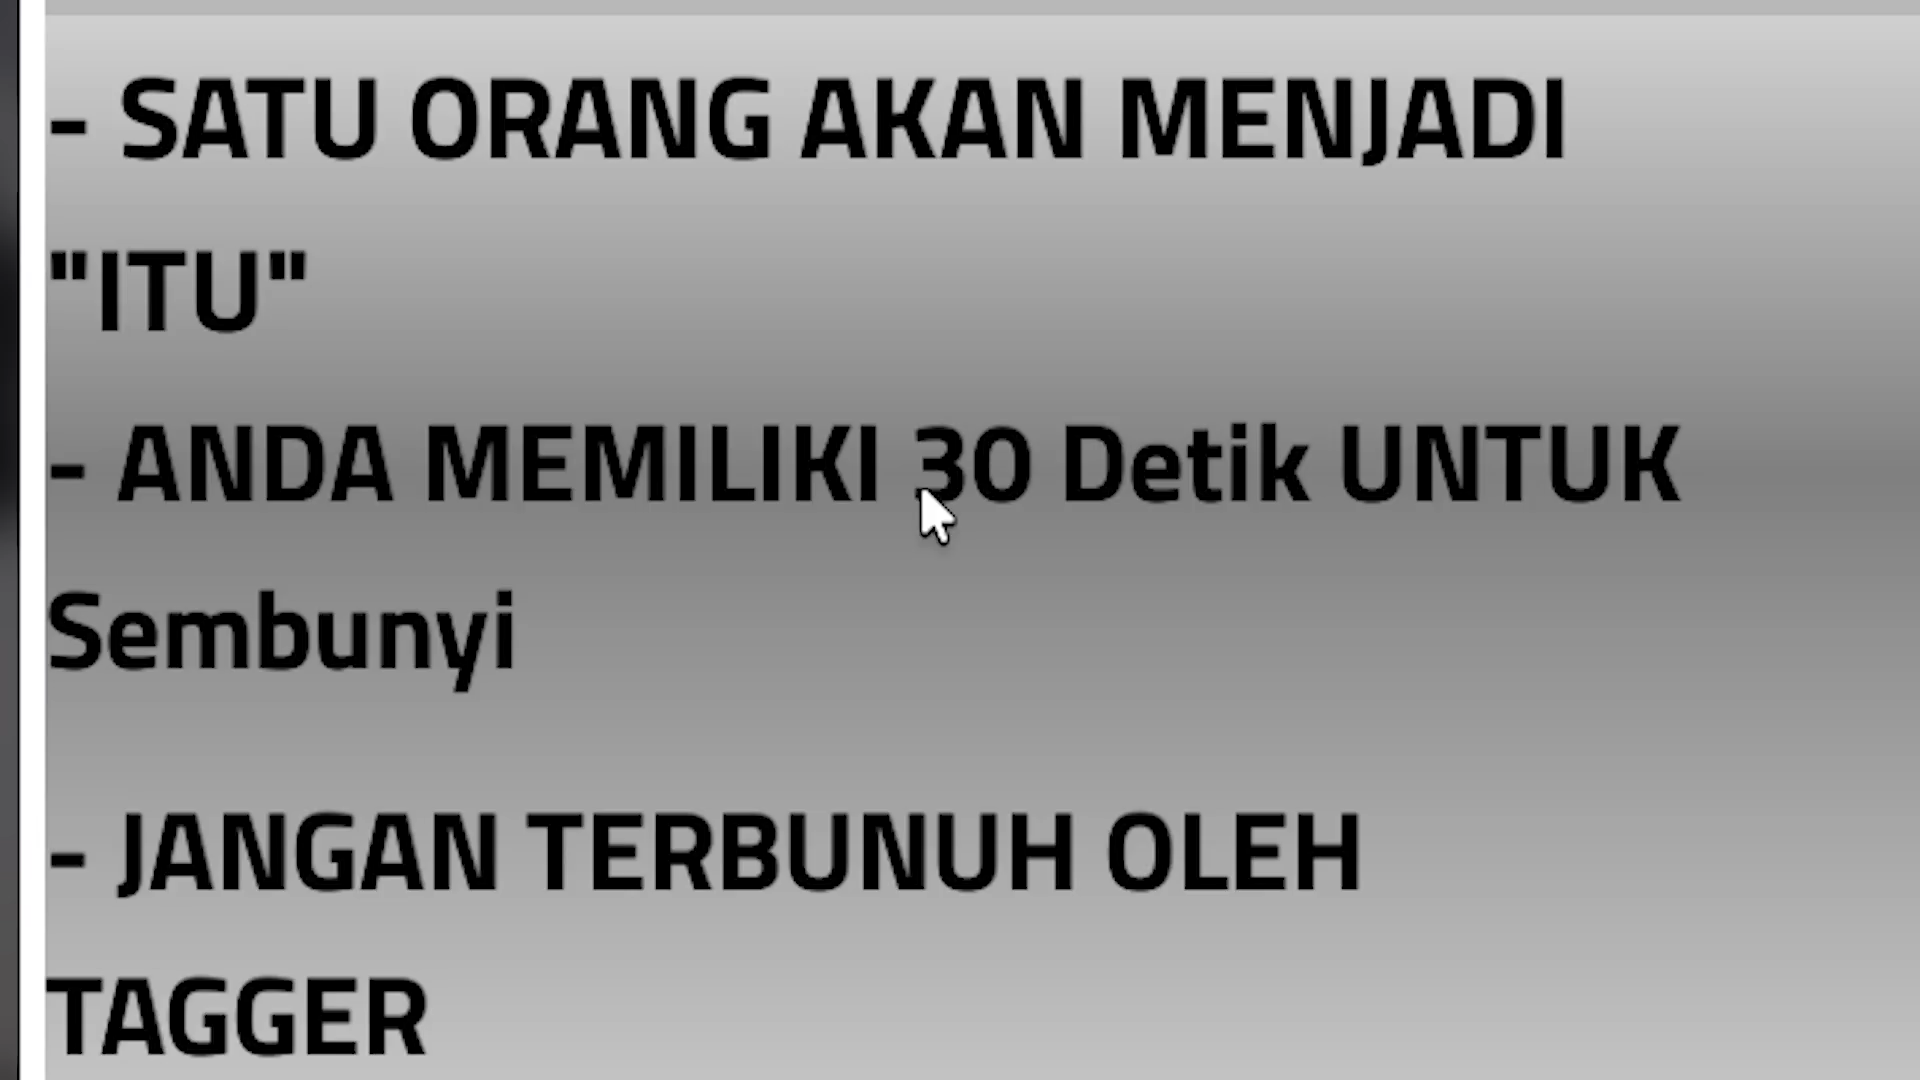 - SATU ORANG AKAN MENJADI
"ITU"
- ANDA MEMILIKI 30 Detik UNTUK
Sembunyi
- JANGAN TERBUNUH OLEH
TAGGER